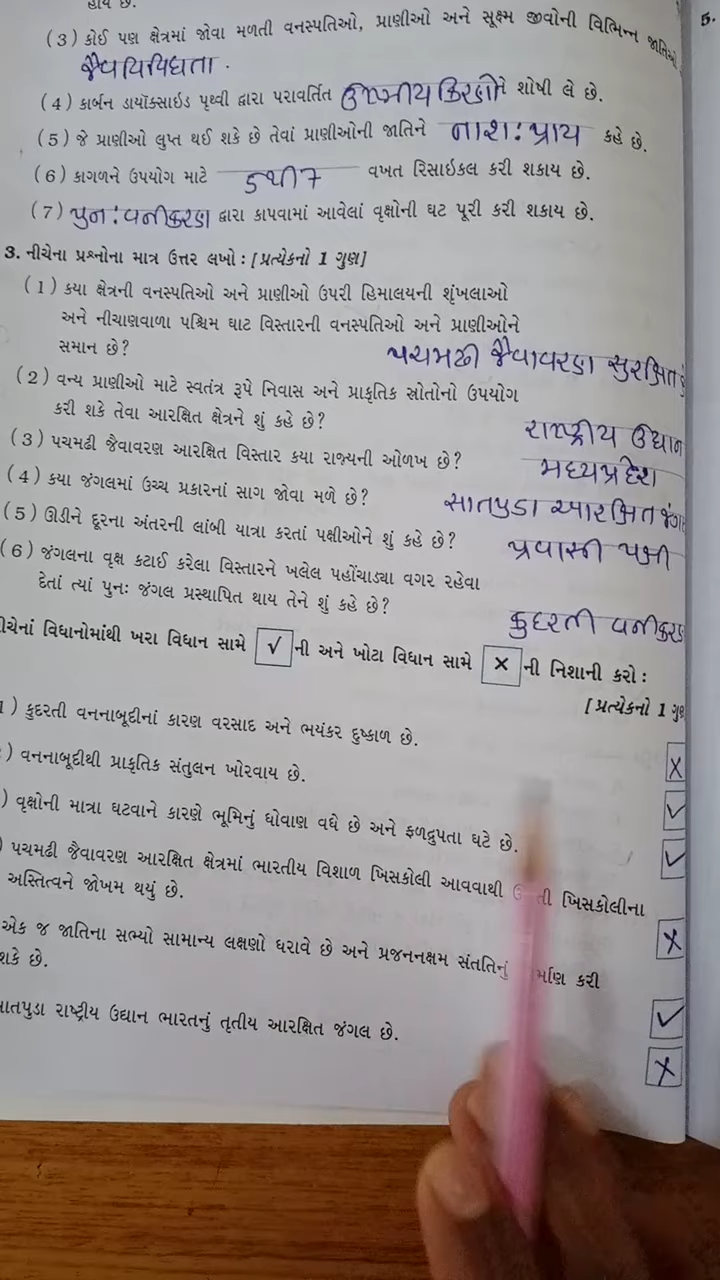 હોય છે.
(3) કોઈ પણ ક્ષેત્રમાં જોવા મળતી વનસ્પતિઓ, પ્રાણીઓ અને સૂક્ષ્મ જીવોની વિભિન્ન જાતિઓ
જૈવવિવિધતા.
(4) કાર્બન ડાયૉક્સાઇડ પૃથ્વી દ્વારા પરાવર્તિત ઉષ્મીય કિરણોને શોષી લે છે.
(5) જે પ્રાણીઓ લુપ્ત થઈ શકે છે તેવાં પ્રાણીઓની જાતિને નાશ:પ્રાય કહે છે.
(6) કાગળને ઉપયોગ માટે 5 થી 7 વખત રિસાઇકલ કરી શકાય છે.
(7) પુન:વનીકરણ દ્વારા કાપવામાં આવેલાં વૃક્ષોની ઘટ પૂરી કરી શકાય છે.
3. નીચેના પ્રશ્નોના માત્ર ઉત્તર લખો : [પ્રત્યેકનો 1 ગુણ]
(1) કયા ક્ષેત્રની વનસ્પતિઓ અને પ્રાણીઓ ઉપરી હિમાલયની શૃંખલાઓ
અને નીચાણવાળા પશ્ચિમ ઘાટ વિસ્તારની વનસ્પતિઓ અને પ્રાણીઓને
સમાન છે? પચમઢી જૈવાવરણ સુરક્ષિત
(2) વન્ય પ્રાણીઓ માટે સ્વતંત્ર રૂપે નિવાસ અને પ્રાકૃતિક સ્રોતોનો ઉપયોગ
કરી શકે તેવા આરક્ષિત ક્ષેત્રને શું કહે છે? રાષ્ટ્રીય ઉદ્યાન
(3) પચમઢી જૈવાવરણ આરક્ષિત વિસ્તાર કયા રાજ્યની ઓળખ છે? મધ્યપ્રદેશ
(4) કયા જંગલમાં ઉચ્ચ પ્રકારનાં સાગ જોવા મળે છે? સાતપુડા આરક્ષિત જંગલ
(5) ઊડીને દૂરના અંતરની લાંબી યાત્રા કરતાં પક્ષીઓને શું કહે છે? પ્રવાસી પક્ષી
(6) જંગલના વૃક્ષ કટાઈ કરેલા વિસ્તારને ખલેલ પહોંચાડ્યા વગર રહેવા
દેતાં ત્યાં પુનઃ જંગલ પ્રસ્થાપિત થાય તેને શું કહે છે? કુદરતી વનીકરણ
નીચેનાં વિધાનોમાંથી ખરા વિધાન સામે √ ની અને ખોટા વિધાન સામે × ની નિશાની કરો :
[પ્રત્યેકનો 1 ગુણ
1) કુદરતી વનનાબૂદીનાં કારણ વરસાદ અને ભયંકર દુષ્કાળ છે. ×
) વનનાબૂદીથી પ્રાકૃતિક સંતુલન ખોરવાય છે. ✓
) વૃક્ષોની માત્રા ઘટવાને કારણે ભૂમિનું ધોવાણ વધે છે અને ફળદ્રુપતા ઘટે છે. ✓
) પચમઢી જૈવાવરણ આરક્ષિત ક્ષેત્રમાં ભારતીય વિશાળ ખિસકોલી આવવાથી ખિસકોલીના
અસ્તિત્વને જોખમ થયું છે. ×
એક જ જાતિના સભ્યો સામાન્ય લક્ષણો ધરાવે છે અને પ્રજનનક્ષમ સંતતિનું નિર્માણ કરી
શકે છે. ✓
સાતપુડા રાષ્ટ્રીય ઉદ્યાન ભારતનું તૃતીય આરક્ષિત જંગલ છે. ×
5.